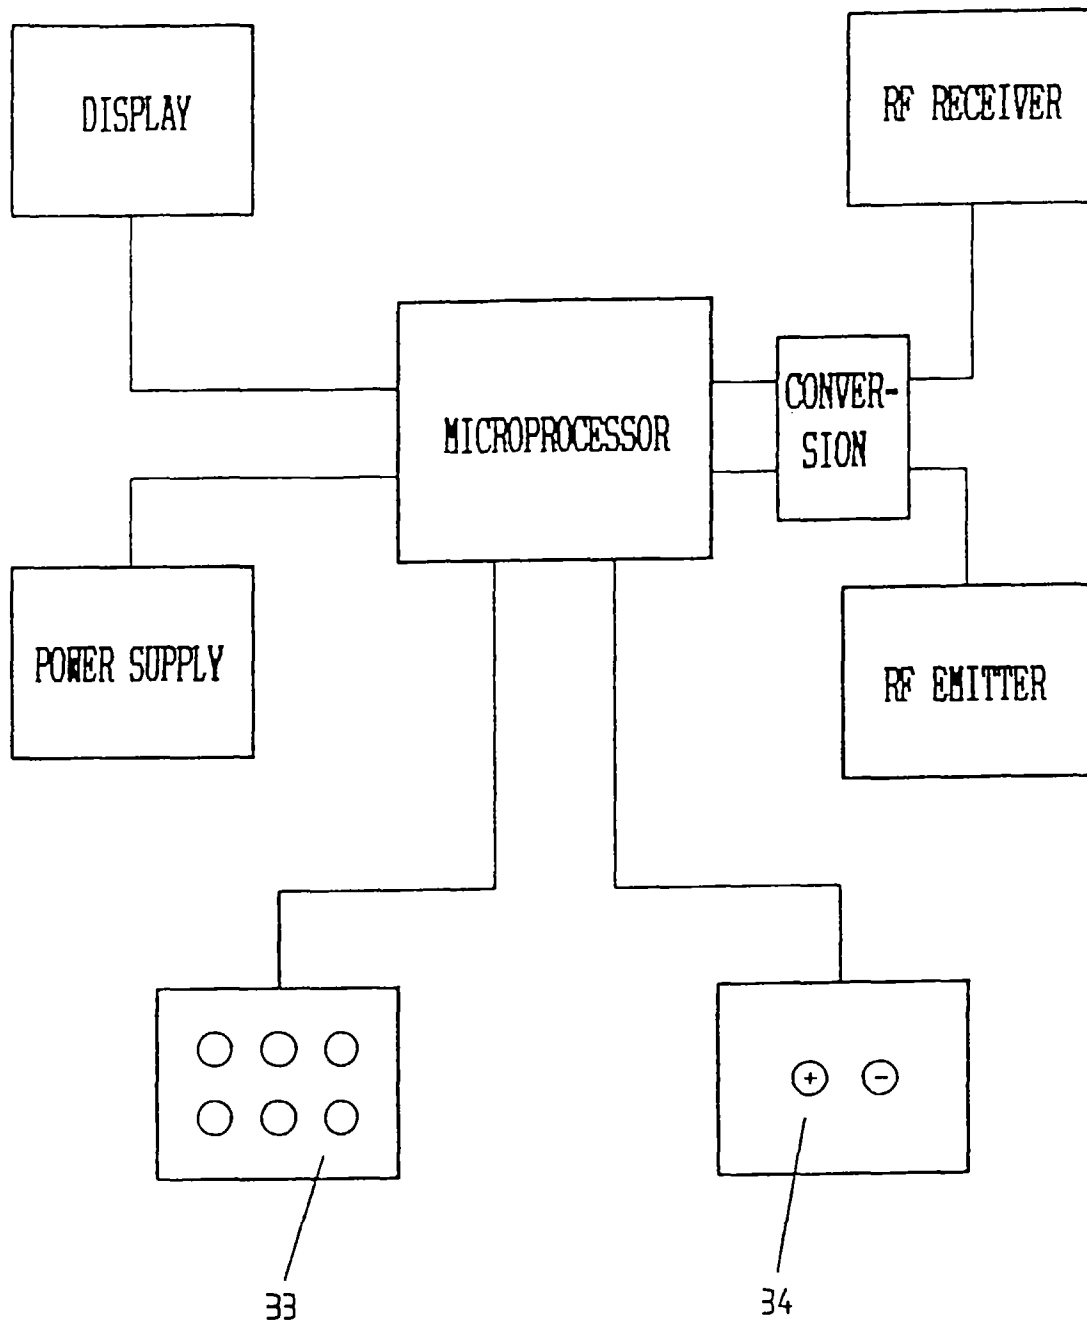 DISPLAY
RF RECEIVER
MICROPROCESSOR
CONVER-
SION
POWER SUPPLY
RF EMITTER
+ −
33
34